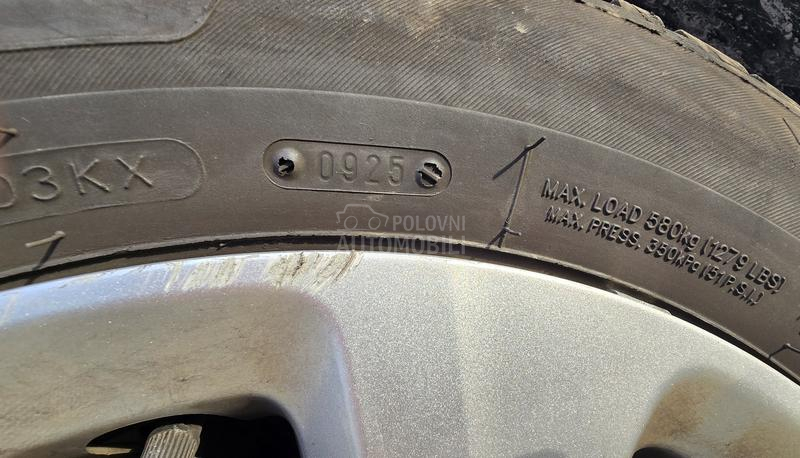 03KX
0925
MAX. LOAD 580kg (1279 LBS)
MAX. PRESS. 350kPa (51 P.S.I.)
POLOVNI
AUTOMOBILI